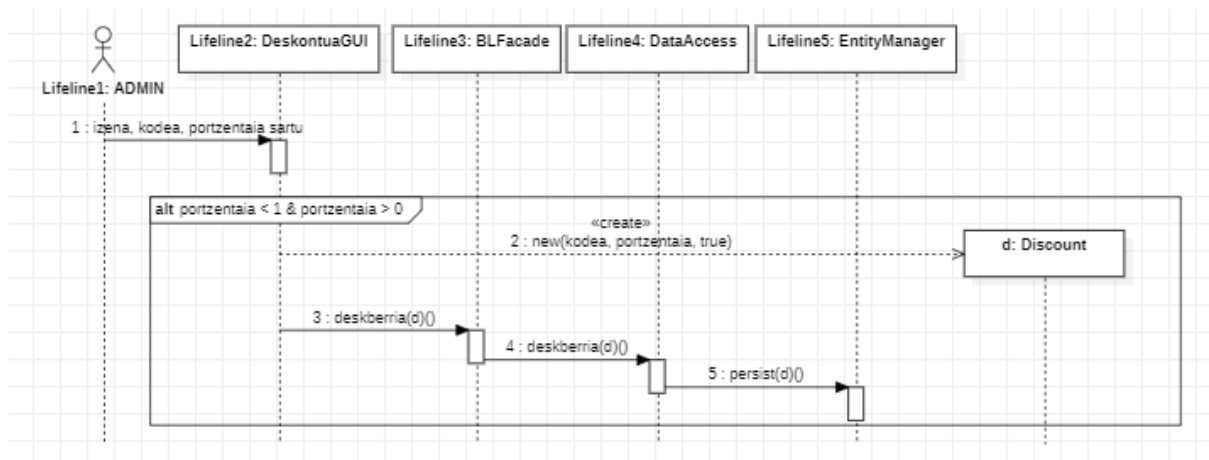 Lifeline2: DeskontuaGUI
Lifeline3: BLFacade
Lifeline4: DataAccess
Lifeline5: EntityManager
Lifeline1: ADMIN
1 : izena, kodea, portzentaia sartu
alt portzentaia < 1 & portzentaia > 0
«create»
2 : new(kodea, portzentaia, true)
d: Discount
3 : deskberria(d)()
4 : deskberria(d)()
5 : persist(d)()